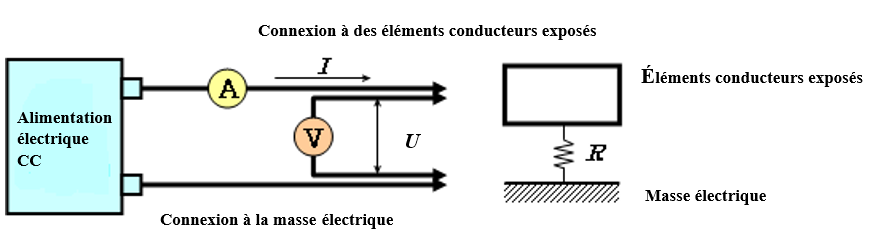 Connexion à des éléments conducteurs exposés
I
A
Alimentation
électrique
CC
V
U
Connexion à la masse électrique
Éléments conducteurs exposés
R
Masse électrique